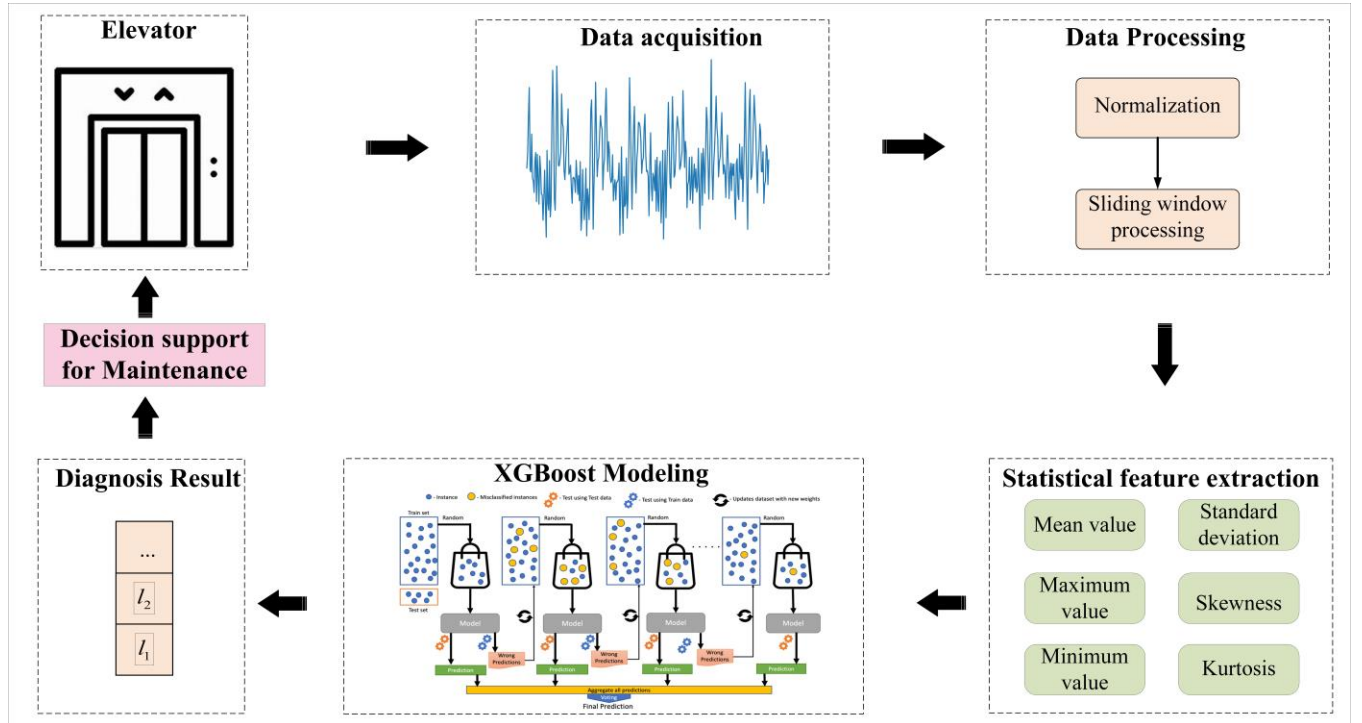 Elevator
Data acquisition
Data Processing
Normalization
Sliding window
processing
Decision support
for Maintenance
Diagnosis Result
...
l2
l1
XGBoost Modeling
- Instance
- Misclassified instances
- Test using Test data
- Test using Train data
- Updates dataset with new weights
Train set
Random
Random
Random
Test set
Model
Model
Model
Model
Wrong
Predictions
Wrong
Predictions
Wrong
Predictions
Prediction
Prediction
Prediction
Prediction
Aggregate all predictions
Voting
Final Prediction
Statistical feature extraction
Mean value
Standard
deviation
Maximum
value
Skewness
Minimum
value
Kurtosis